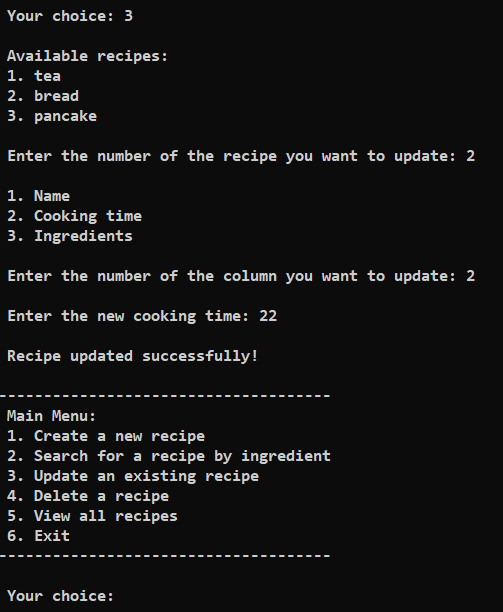 Your choice: 3
Available recipes:
1. tea
2. bread
3. pancake
Enter the number of the recipe you want to update: 2
1. Name
2. Cooking time
3. Ingredients
Enter the number of the column you want to update: 2
Enter the new cooking time: 22
Recipe updated successfully!
-------------------------------------
Main Menu:
1. Create a new recipe
2. Search for a recipe by ingredient
3. Update an existing recipe
4. Delete a recipe
5. View all recipes
6. Exit
-------------------------------------
Your choice: